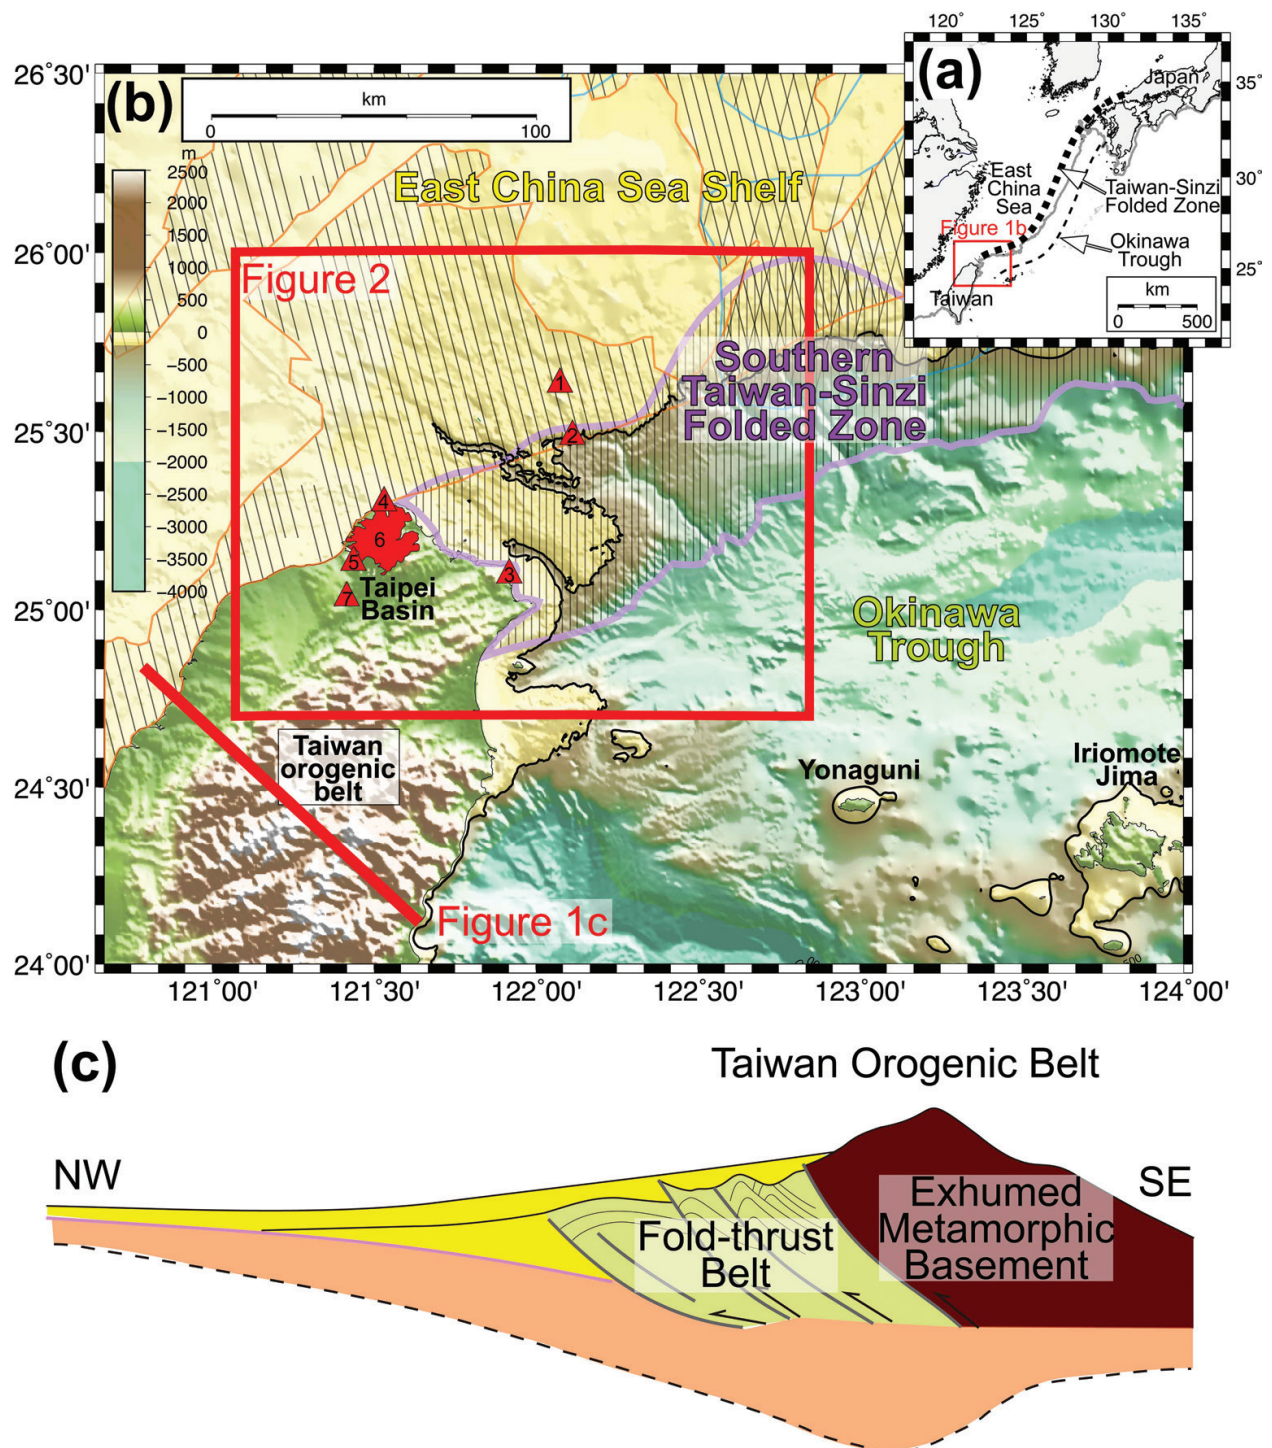 120°
125°
130°
135°
(a)
Japan
35°
East
China
Sea
Taiwan-Sinzi
Folded Zone
30°
Figure 1b
Okinawa
Trough
25°
Taiwan
km
0
500
(b)
km
0
100
26°30'
26°00'
25°30'
25°00'
24°30'
24°00'
m
2500
2000
1500
1000
500
0
−500
−1000
−1500
−2000
−2500
−3000
−3500
−4000
East China Sea Shelf
Figure 2
Southern
Taiwan-Sinzi
Folded Zone
1
2
4
6
5
3
7
Taipei
Basin
Okinawa
Trough
Taiwan
orogenic
belt
Yonaguni
Iriomote
Jima
Figure 1c
121°00'
121°30'
122°00'
122°30'
123°00'
123°30'
124°00'
(c)
Taiwan Orogenic Belt
NW
SE
Fold-thrust
Belt
Exhumed
Metamorphic
Basement